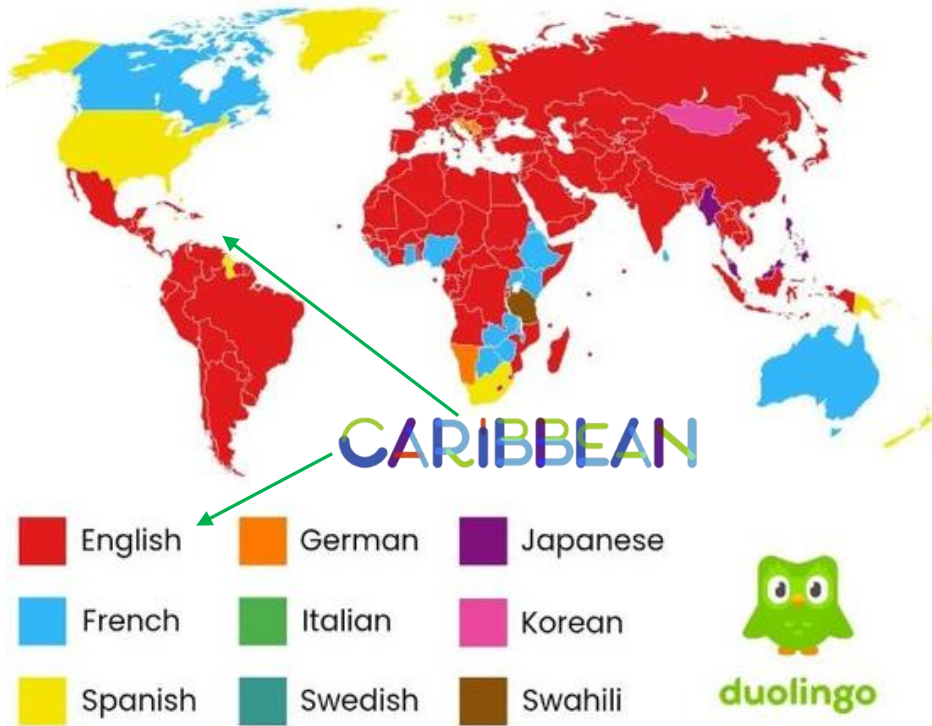 CARIBBEAN
English German Japanese
French Italian Korean
Spanish Swedish Swahili
duolingo